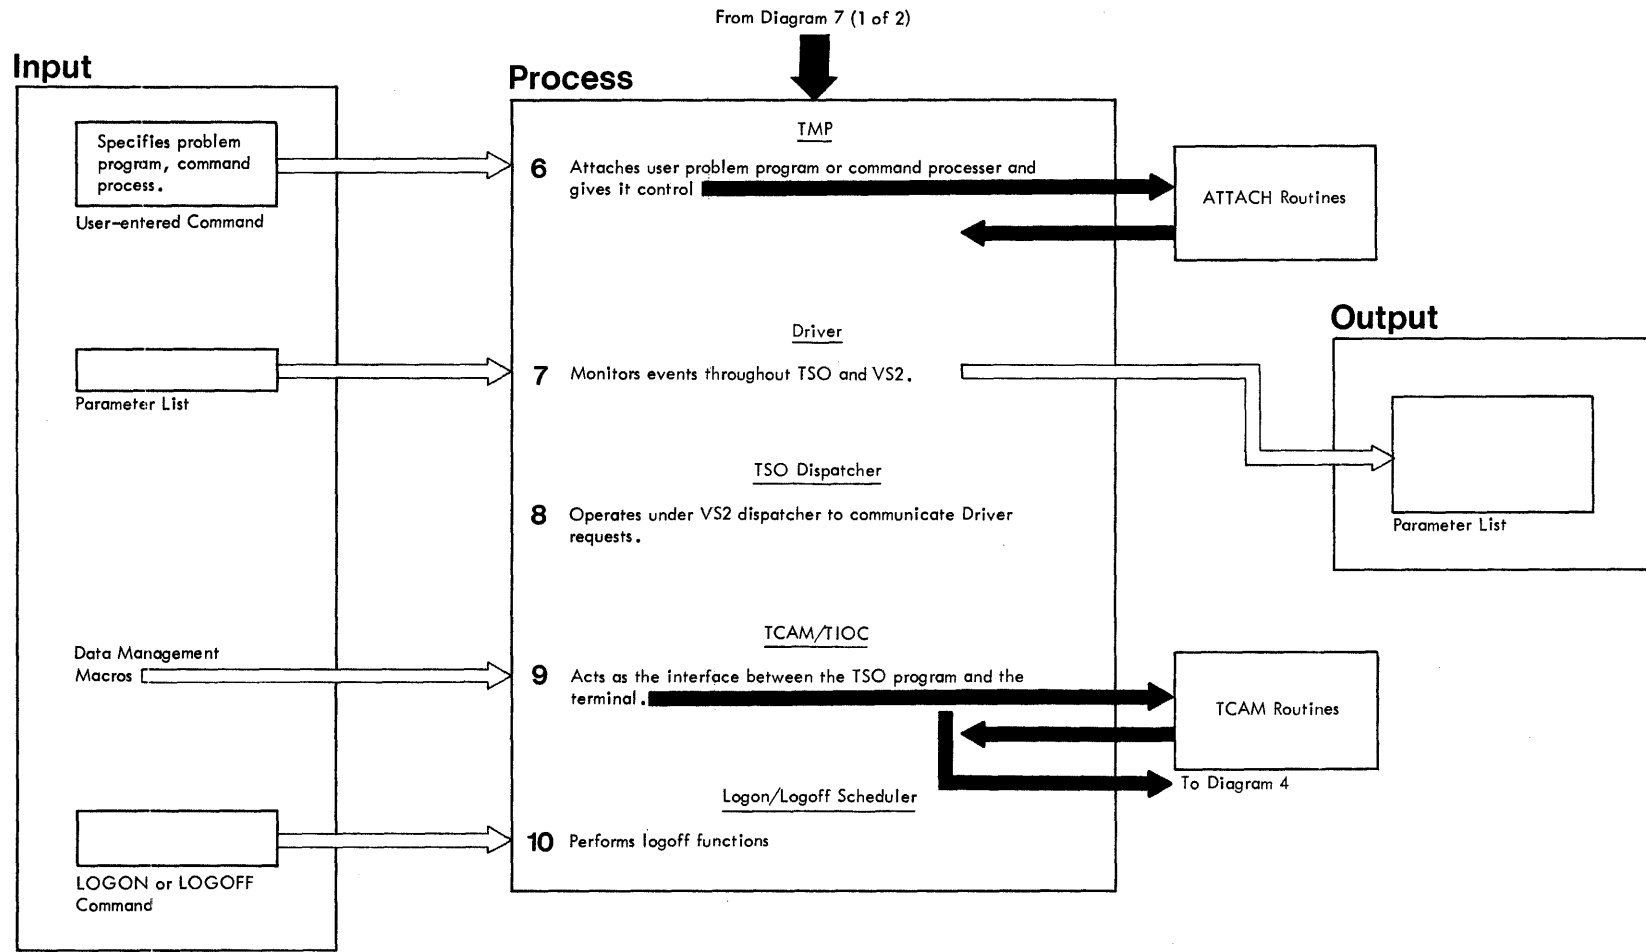 From Diagram 7 (1 of 2)
Input
Process
Specifies problem
program, command
process.
User-entered Command
TMP
6 Attaches user problem program or command processer and
gives it control
ATTACH Routines
Driver
Output
Parameter List
7 Monitors events throughout TSO and VS2.
Parameter List
TSO Dispatcher
8 Operates under VS2 dispatcher to communicate Driver
requests.
TCAM/TIOC
Data Management
Macros
9 Acts as the interface between the TSO program and the
terminal.
TCAM Routines
To Diagram 4
Logon/Logoff Scheduler
10 Performs logoff functions
LOGON or LOGOFF
Command